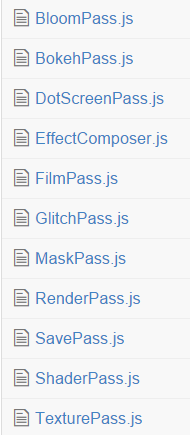 BloomPass.js
BokehPass.js
DotScreenPass.js
EffectComposer.js
FilmPass.js
GlitchPass.js
MaskPass.js
RenderPass.js
SavePass.js
ShaderPass.js
TexturePass.js